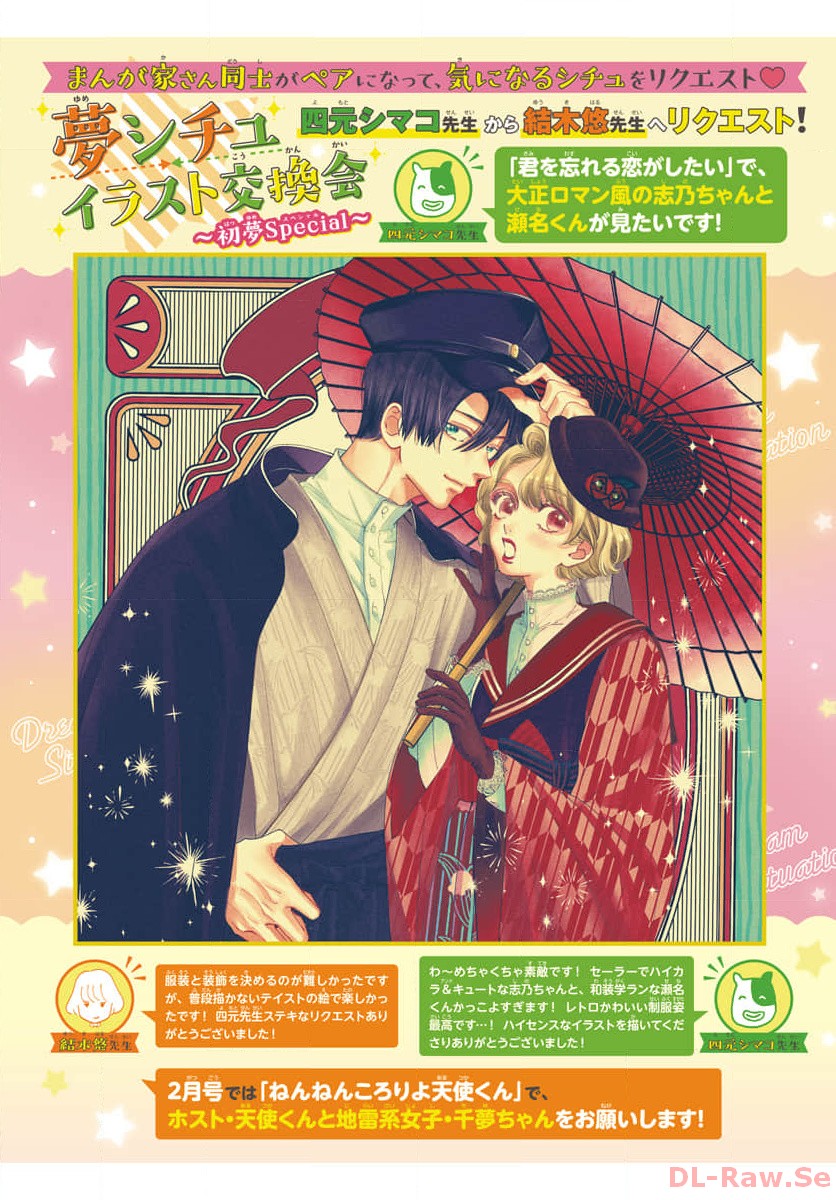 まんが家さん同士がペアになって、気になるシチュをリクエスト♥
夢シチュ
イラスト交換会
～初夢Special～
四元シマコ先生から結木悠先生へリクエスト!
四元シマコ先生
「君を忘れる恋がしたい」で、
大正ロマン風の志乃ちゃんと
瀬名くんが見たいです!
服装と装飾を決めるのが難しかったです
が、普段描かないテイストの絵で楽しかっ
たです! 四元先生ステキなリクエストあり
がとうございました!
結木悠先生
わ～めちゃくちゃ素敵です! セーラーでハイカ
ラ&キュートな志乃ちゃんと、和装学ランな瀬名
くんかっこよすぎます! レトロかわいい制服姿
最高です…! ハイセンスなイラストを描いてくだ
さりありがとうございました!
四元シマコ先生
2月号では「ねんねんころりよ天使くん」で、
ホスト・天使くんと地雷系女子・千夢ちゃんをお願いします!
DL-Raw.Se